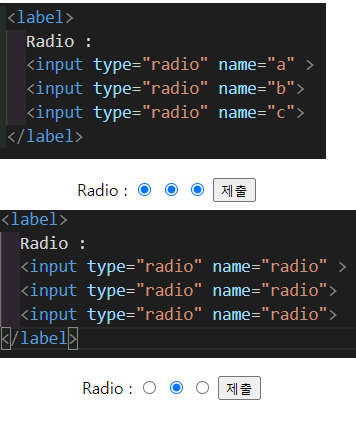 <label>
Radio :
<input type="radio" name="a" >
<input type="radio" name="b">
<input type="radio" name="c">
</label>
Radio : 제출
<label>
Radio :
<input type="radio" name="radio" >
<input type="radio" name="radio">
<input type="radio" name="radio">
</label>
Radio : 제출